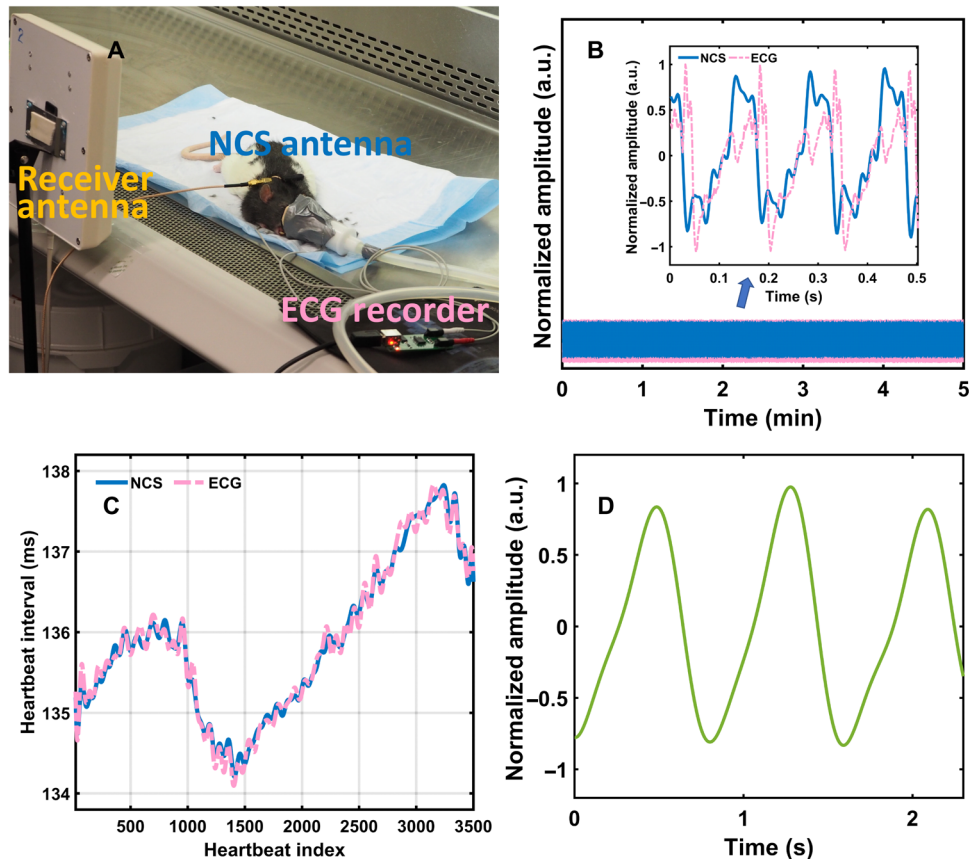 2
A
NCS antenna
Receiver
antenna
ECG recorder
B
Normalized amplitude (a.u.)
NCS ECG
Normalized amplitude (a.u.)
1
0.5
0
−0.5
−1
0 0.1 0.2 0.3 0.4 0.5
Time (s)
0 1 2 3 4 5
Time (min)
C
NCS ECG
Heartbeat interval (ms)
138
137
136
135
134
500 1000 1500 2000 2500 3000 3500
Heartbeat index
D
Normalized amplitude (a.u.)
1
0.5
0
−0.5
−1
0 1 2
Time (s)